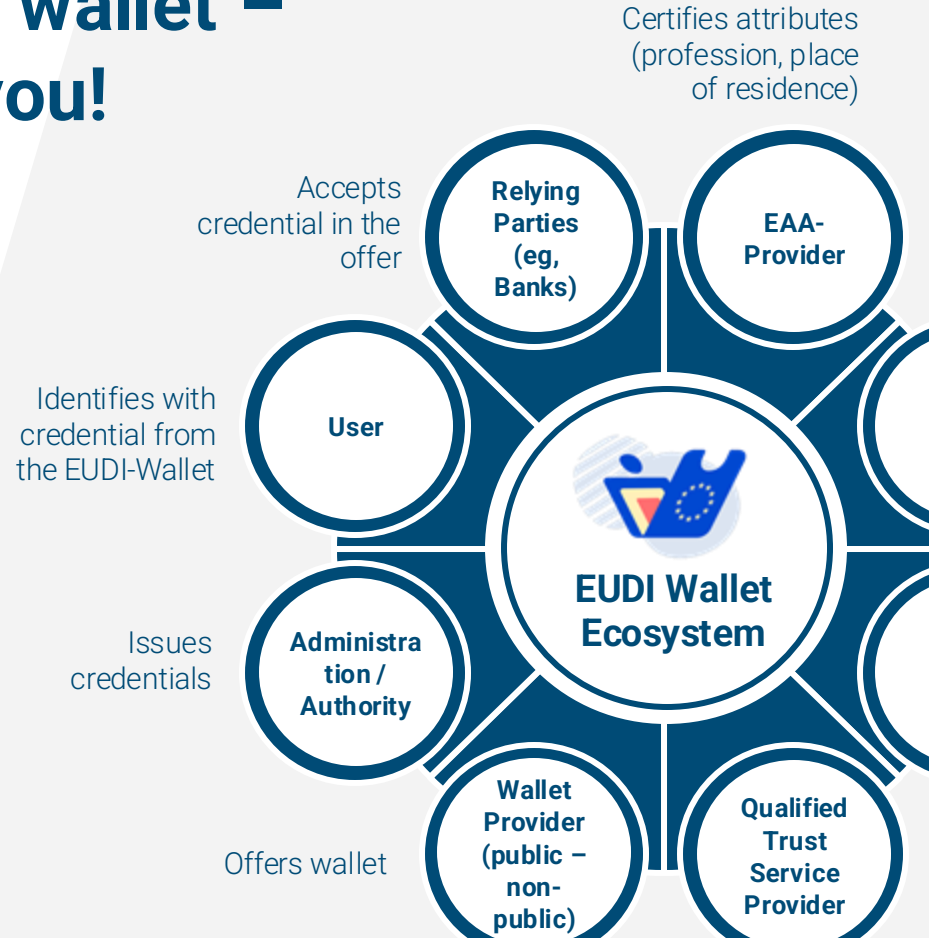 wallet –
you!
Certifies attributes
(profession, place
of residence)
Accepts
credential in the
offer
Relying
Parties
(eg,
Banks)
EAA-
Provider
Identifies with
credential from
the EUDI-Wallet
User
EUDI Wallet
Ecosystem
Issues
credentials
Administra
tion /
Authority
Offers wallet
Wallet
Provider
(public –
non-
public)
Qualified
Trust
Service
Provider